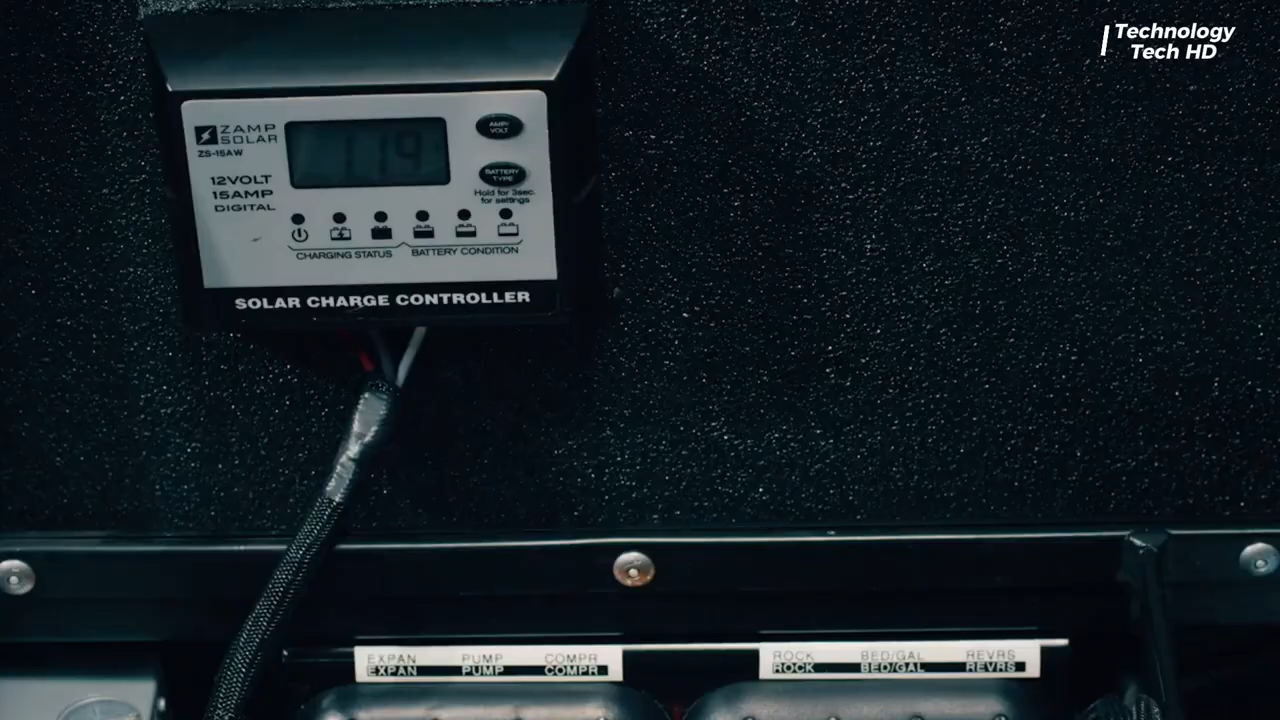 Technology
Tech HD
ZAMP
SOLAR
ZS-15AW
12VOLT
15AMP
DIGITAL
AMP/
VOLT
BATTERY
TYPE
Hold for 3sec.
for settings
CHARGING STATUS
BATTERY CONDITION
SOLAR CHARGE CONTROLLER
EXPAN PUMP COMPR
EXPAN PUMP COMPR
ROCK BED/GAL REVRS
ROCK BED/GAL REVRS